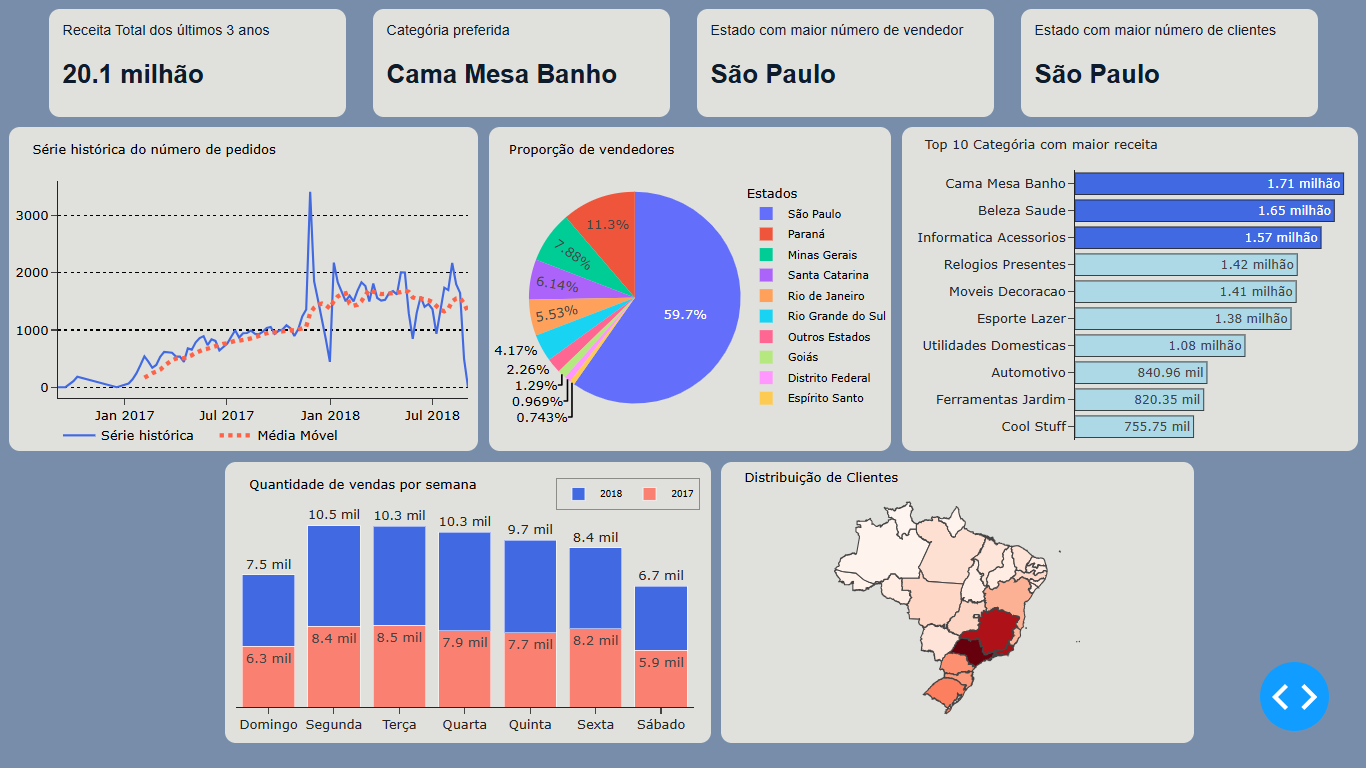 Receita Total dos últimos 3 anos
20.1 milhão
Categória preferida
Cama Mesa Banho
Estado com maior número de vendedor
São Paulo
Estado com maior número de clientes
São Paulo
Série histórica do número de pedidos
3000
2000
1000
0
Jan 2017 Jul 2017 Jan 2018 Jul 2018
Série histórica Média Móvel
Proporção de vendedores
59.7%
11.3%
7.88%
6.14%
5.53%
4.17%
2.26%
1.29%
0.969%
0.743%
Estados
São Paulo
Paraná
Minas Gerais
Santa Catarina
Rio de Janeiro
Rio Grande do Sul
Outros Estados
Goiás
Distrito Federal
Espírito Santo
Top 10 Categória com maior receita
Cama Mesa Banho 1.71 milhão
Beleza Saude 1.65 milhão
Informatica Acessorios 1.57 milhão
Relogios Presentes 1.42 milhão
Moveis Decoracao 1.41 milhão
Esporte Lazer 1.38 milhão
Utilidades Domesticas 1.08 milhão
Automotivo 840.96 mil
Ferramentas Jardim 820.35 mil
Cool Stuff 755.75 mil
Quantidade de vendas por semana
2018 2017
7.5 mil 10.5 mil 10.3 mil 10.3 mil 9.7 mil 8.4 mil 6.7 mil
6.3 mil 8.4 mil 8.5 mil 7.9 mil 7.7 mil 8.2 mil 5.9 mil
Domingo Segunda Terça Quarta Quinta Sexta Sábado
Distribuição de Clientes